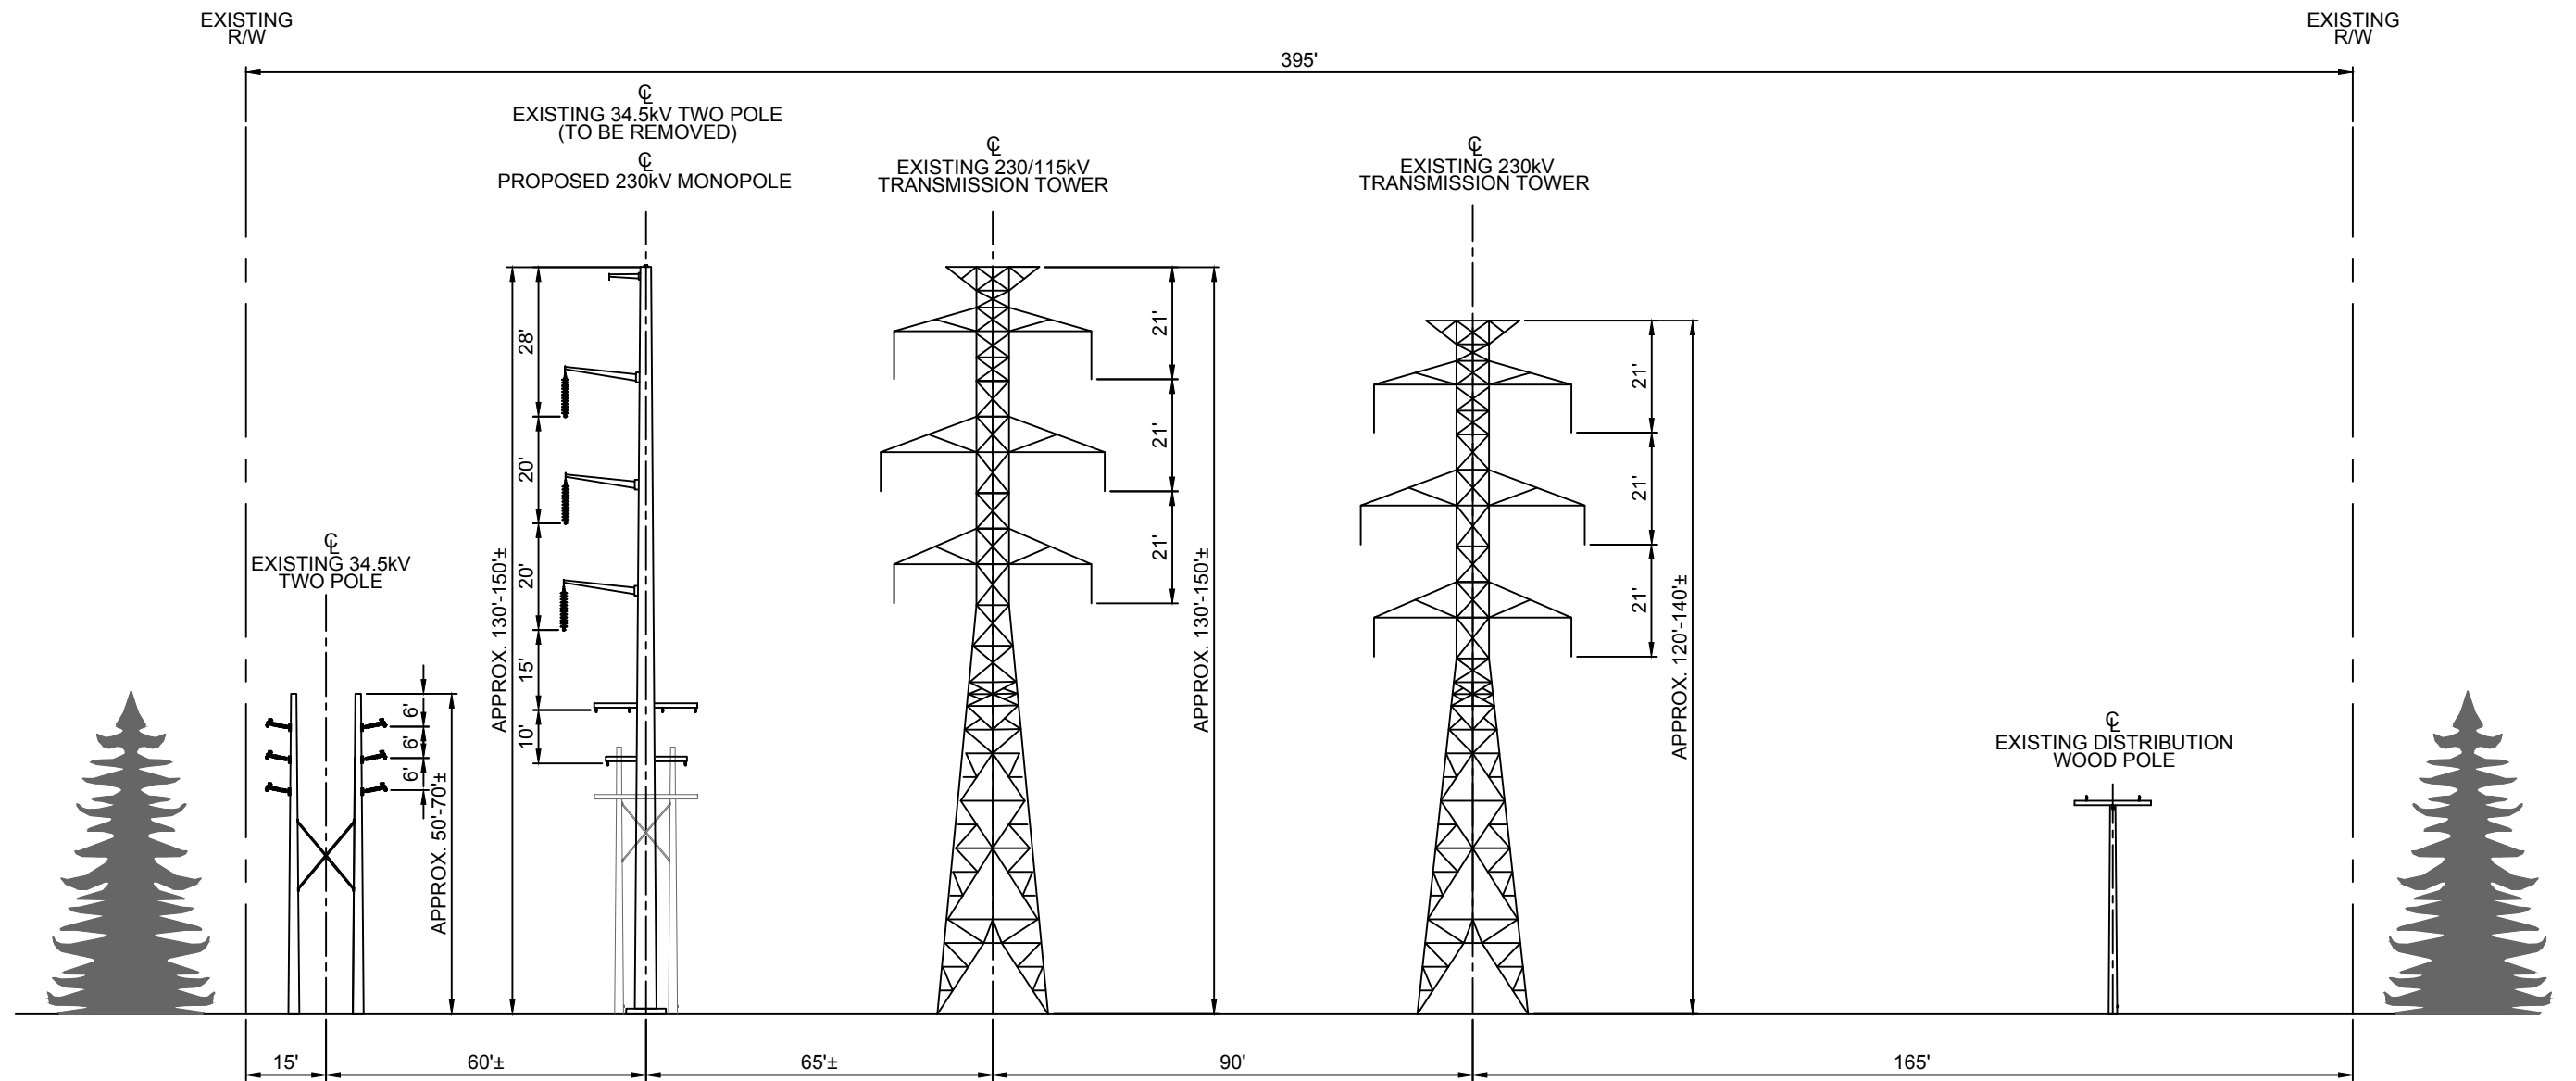 EXISTING
R/W
EXISTING
R/W
395'
℄
EXISTING 34.5kV TWO POLE
(TO BE REMOVED)
℄
PROPOSED 230kV MONOPOLE
℄
EXISTING 230/115kV
TRANSMISSION TOWER
℄
EXISTING 230kV
TRANSMISSION TOWER
℄
EXISTING 34.5kV
TWO POLE
℄
EXISTING DISTRIBUTION
WOOD POLE
6'
6'
6'
APPROX. 50'-70'±
APPROX. 130'-150'±
28'
20'
20'
15'
10'
21'
21'
21'
APPROX. 130'-150'±
21'
21'
21'
APPROX. 120'-140'±
15'
60'±
65'±
90'
165'